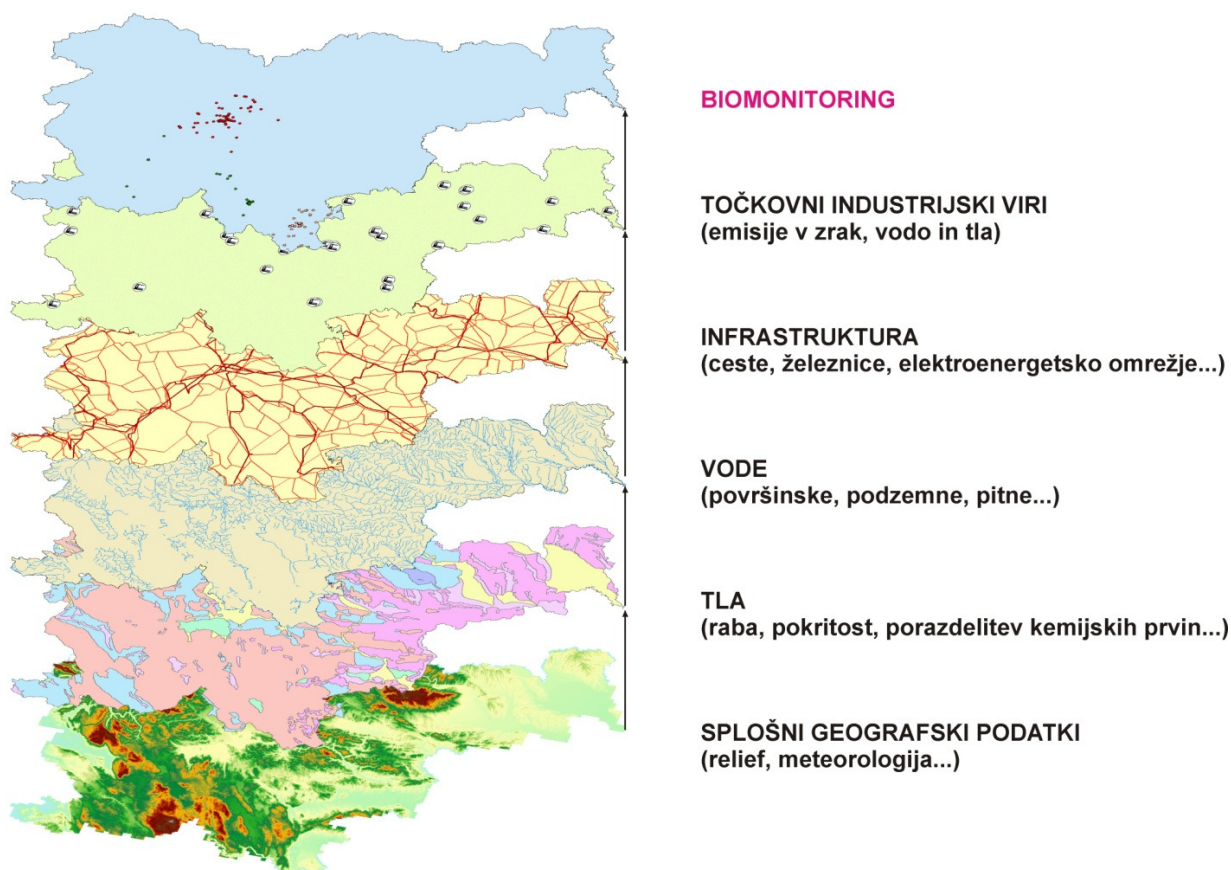 BIOMONITORING
TOČKOVNI INDUSTRIJSKI VIRI
(emisije v zrak, vodo in tla)
INFRASTRUKTURA
(ceste, železnice, elektroenergetsko omrežje...)
VODE
(površinske, podzemne, pitne...)
TLA
(raba, pokritost, porazdelitev kemijskih prvin...)
SPLOŠNI GEOGRAFSKI PODATKI
(relief, meteorologija...)